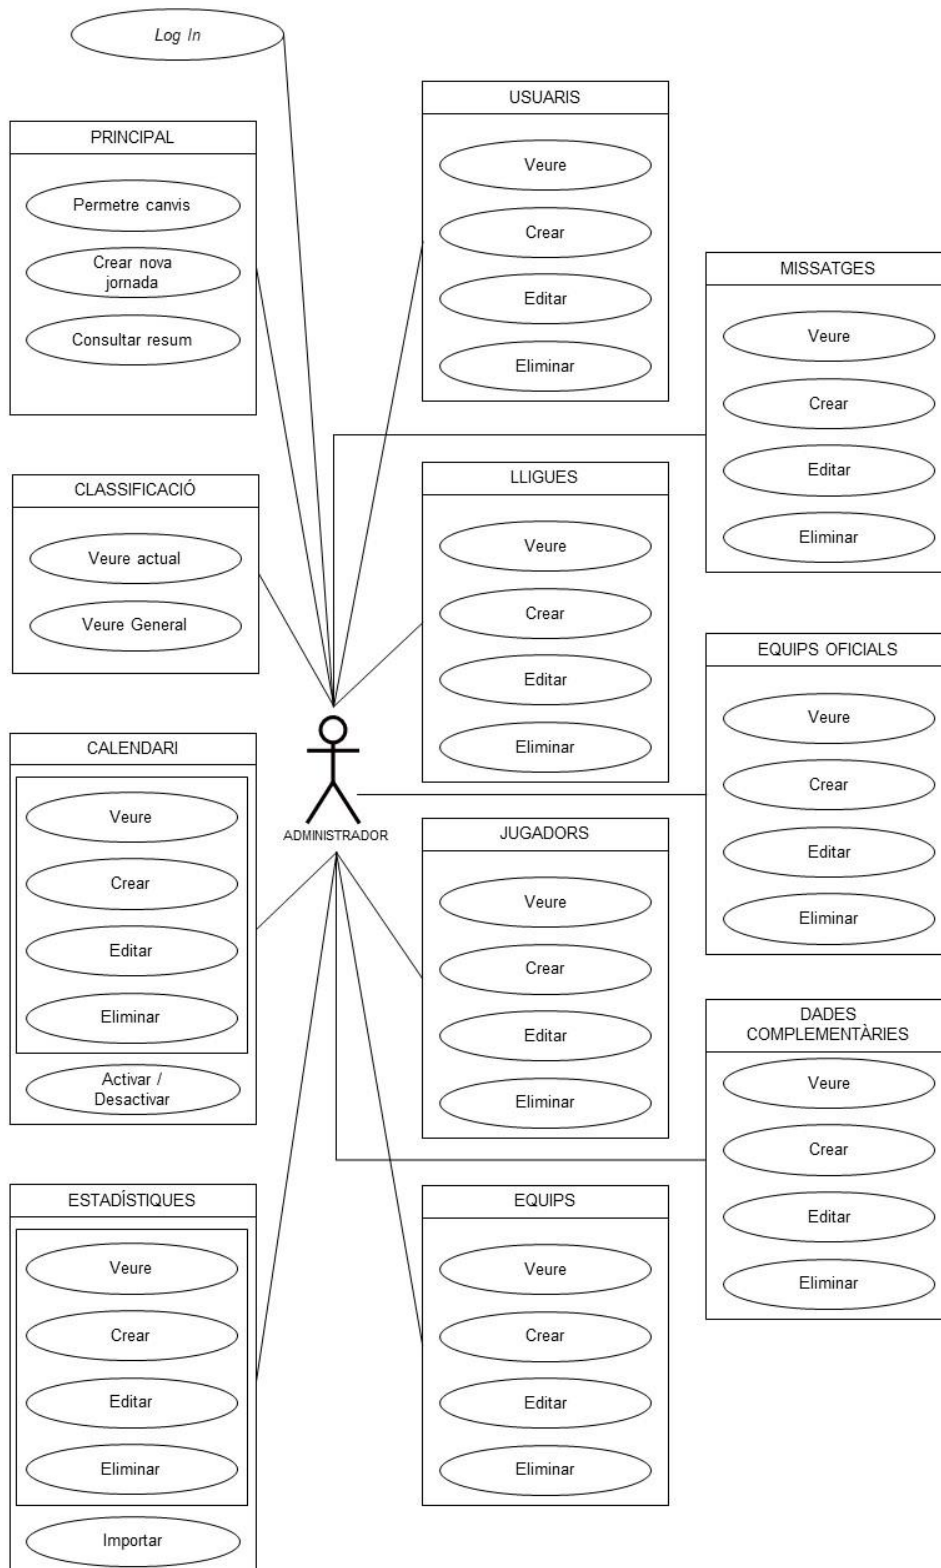 Log In
PRINCIPAL
Permetre canvis
Crear nova
jornada
Consultar resum
CLASSIFICACIÓ
Veure actual
Veure General
CALENDARI
Veure
Crear
Editar
Eliminar
Activar /
Desactivar
ESTADÍSTIQUES
Veure
Crear
Editar
Eliminar
Importar
ADMINISTRADOR
USUARIS
Veure
Crear
Editar
Eliminar
LLIGUES
Veure
Crear
Editar
Eliminar
JUGADORS
Veure
Crear
Editar
Eliminar
EQUIPS
Veure
Crear
Editar
Eliminar
MISSATGES
Veure
Crear
Editar
Eliminar
EQUIPS OFICIALS
Veure
Crear
Editar
Eliminar
DADES
COMPLEMENTÀRIES
Veure
Crear
Editar
Eliminar